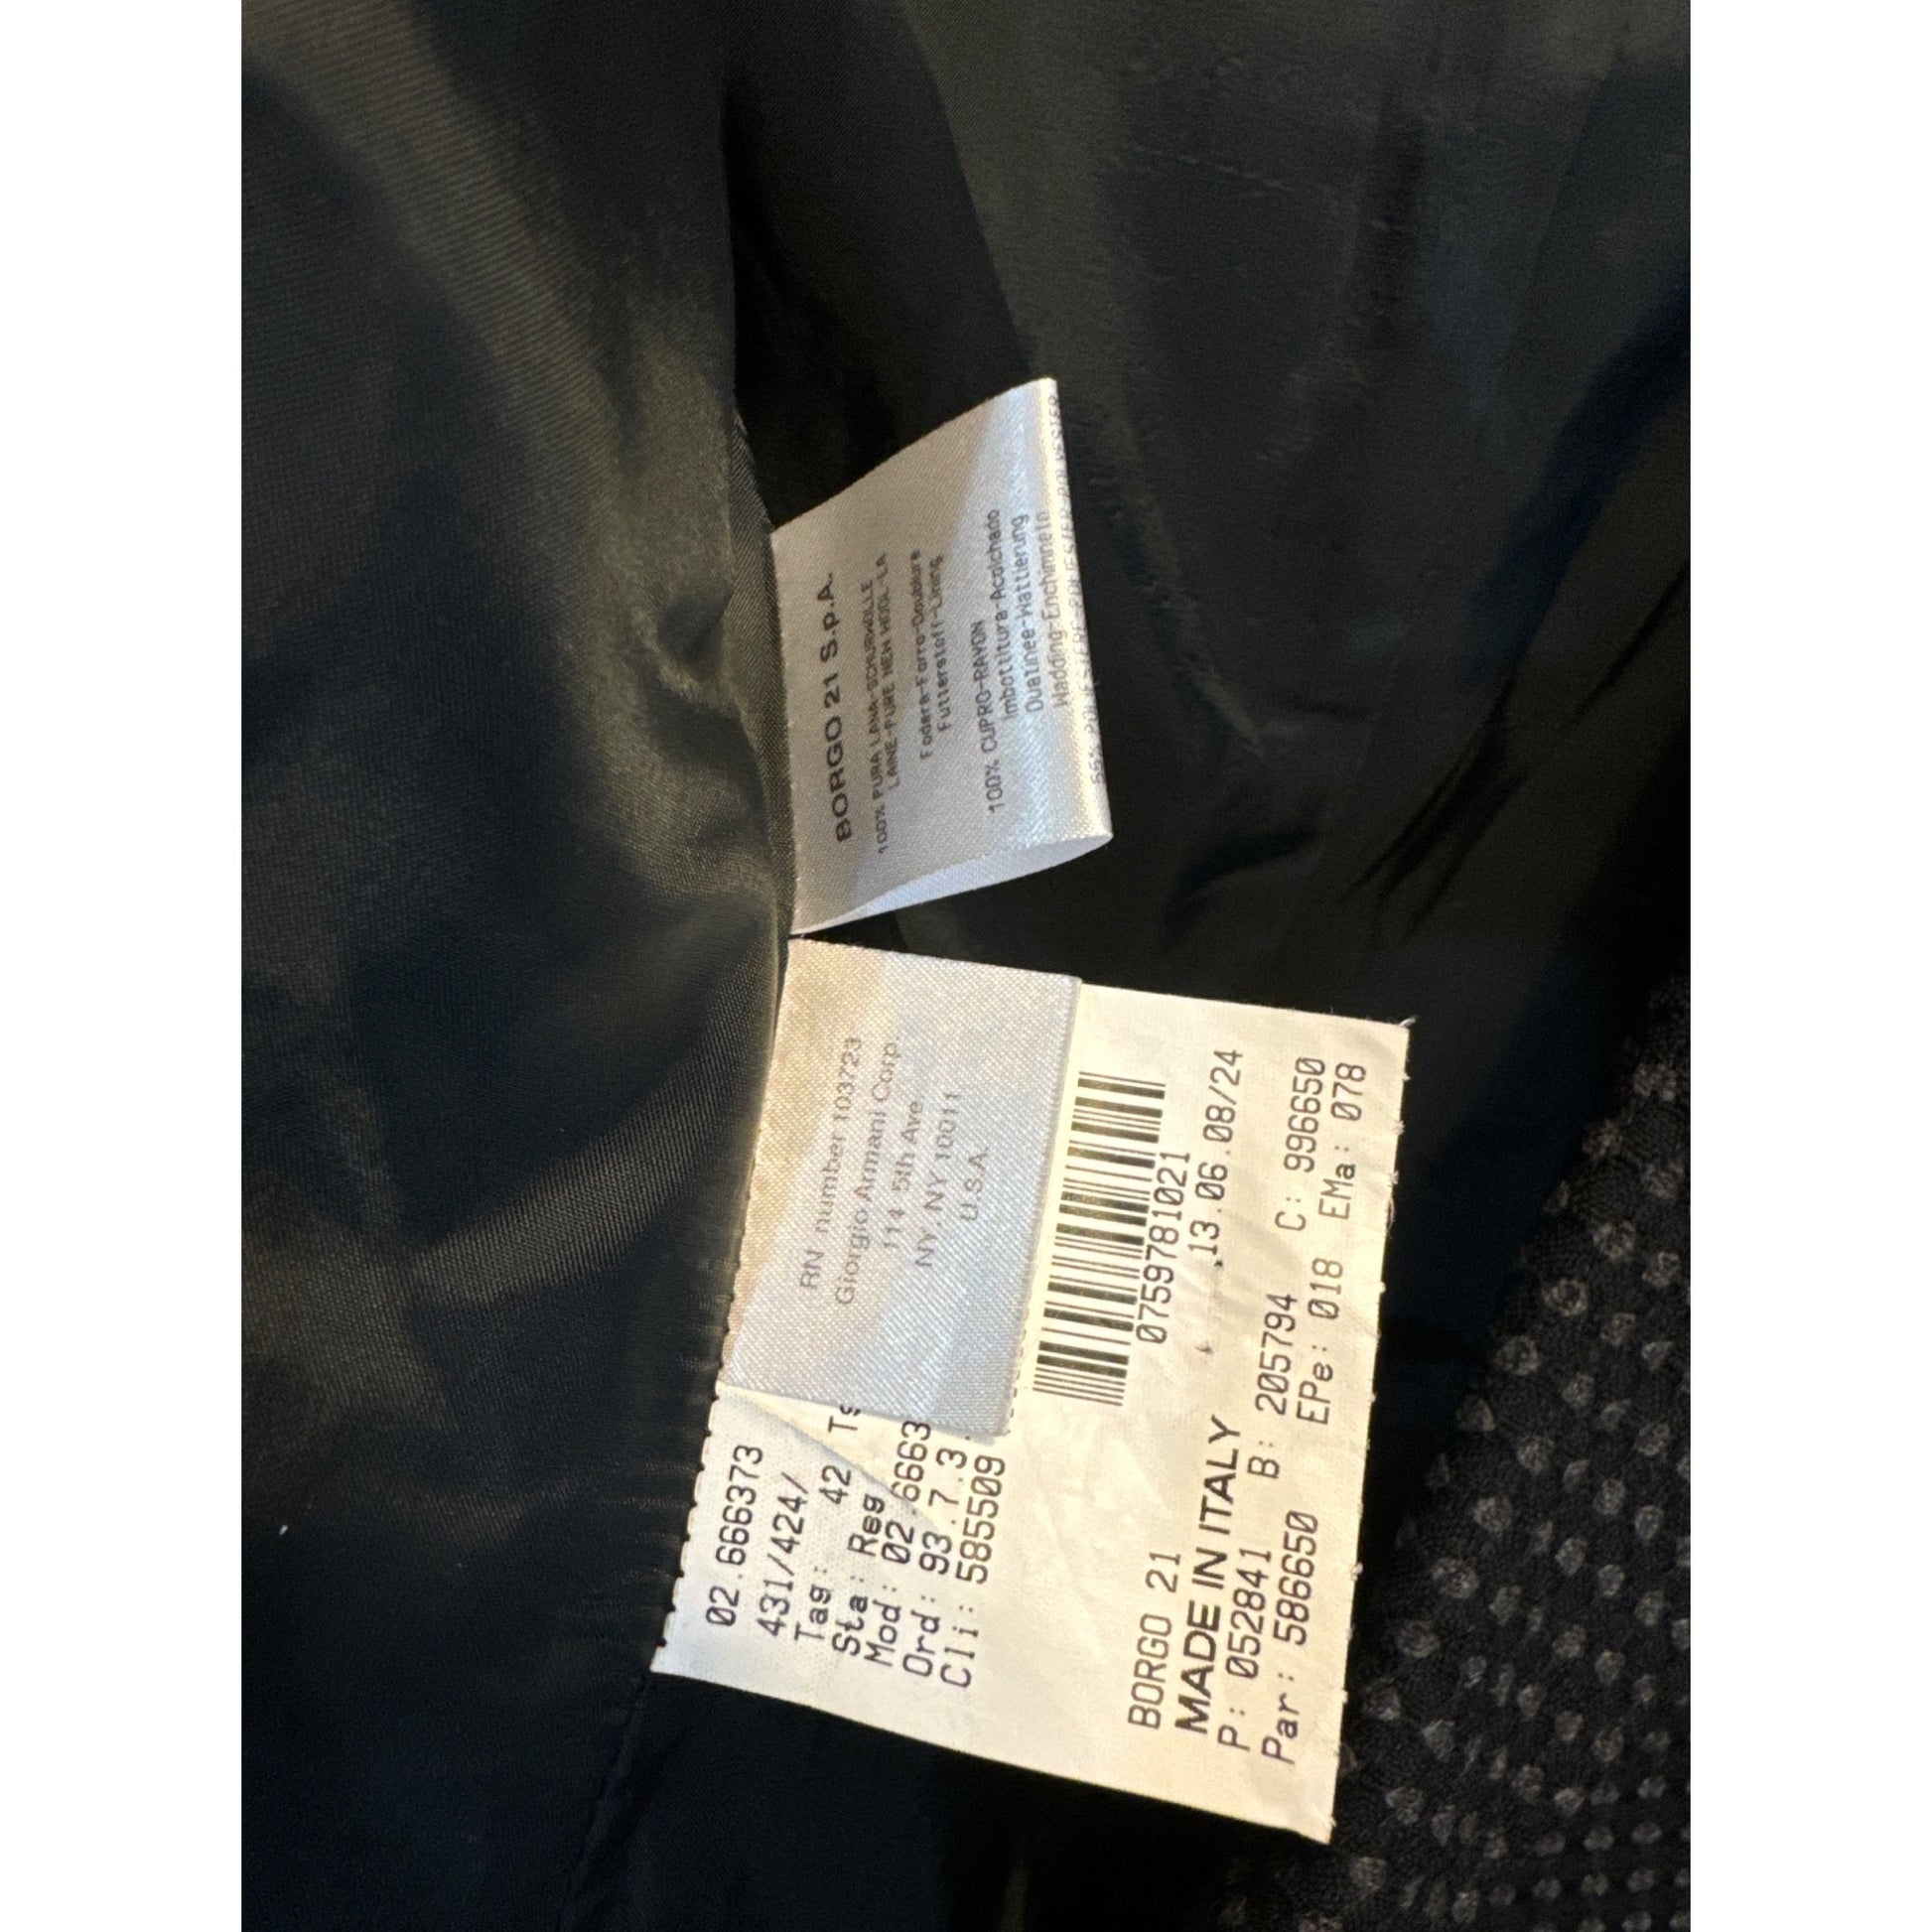 BORGO 21 S.p.A.
100% PURA LANA-SCHURWOLLE
LAINE-PURE NEW WOOL-LA
Fodera-Forro-Doublure
Futterstoff-Lining
100% CUPRO-RAYON
Imbottitura-Acolchado
Ouatinee-Wattierung
Wadding-Enchimneto
RN number 103723
Giorgio Armani Corp.
114 5th Ave.
NY. NY 10011
U.S.A.
02.666373
431/424/
Tag: 42
Sta: Reg
Mod: 02.6663
Ord: 93.7.3.
Cli: 585509
0759781021
BORGO 21 .13.06.08/24
MADE IN ITALY
P: 052841 B: 205794 C: 996650
Par: 586650 EPe: 018 EMa: 078